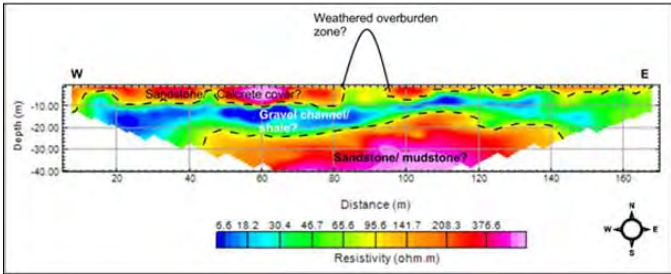 Weathered overburden
zone?
W
E
Sandstone/ Calcrete cover?
Gravel channel/
shale?
Sandstone/ mudstone?
Depth (m)
-10.00
-20.00
-30.00
-40.00
20 40 60 80 100 120 140 160
Distance (m)
6.6 18.2 30.4 46.7 65.6 95.6 141.7 208.3 376.6
Resistivity (ohm.m)
N
W E
S